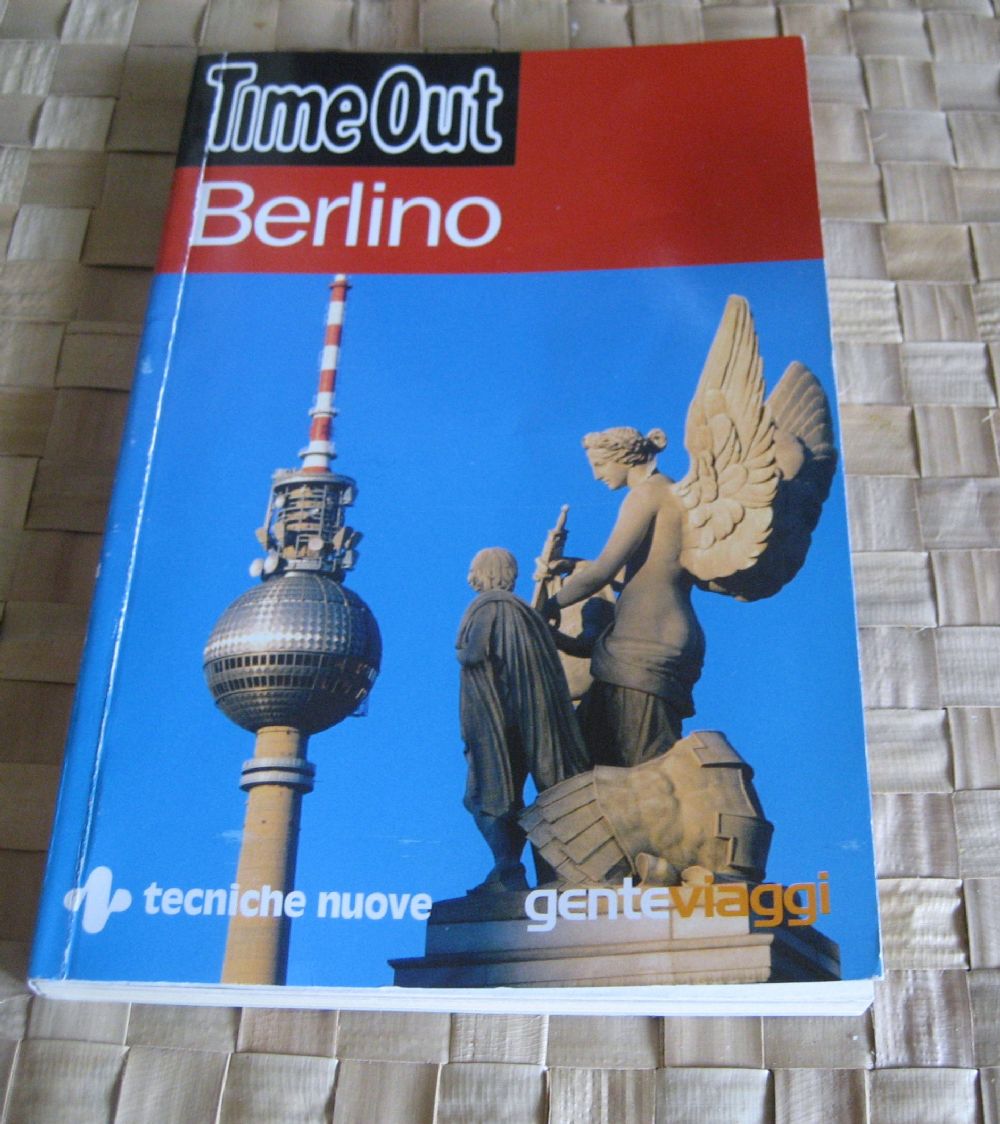 Time Out
Berlino
tecniche nuove
genteviaggi